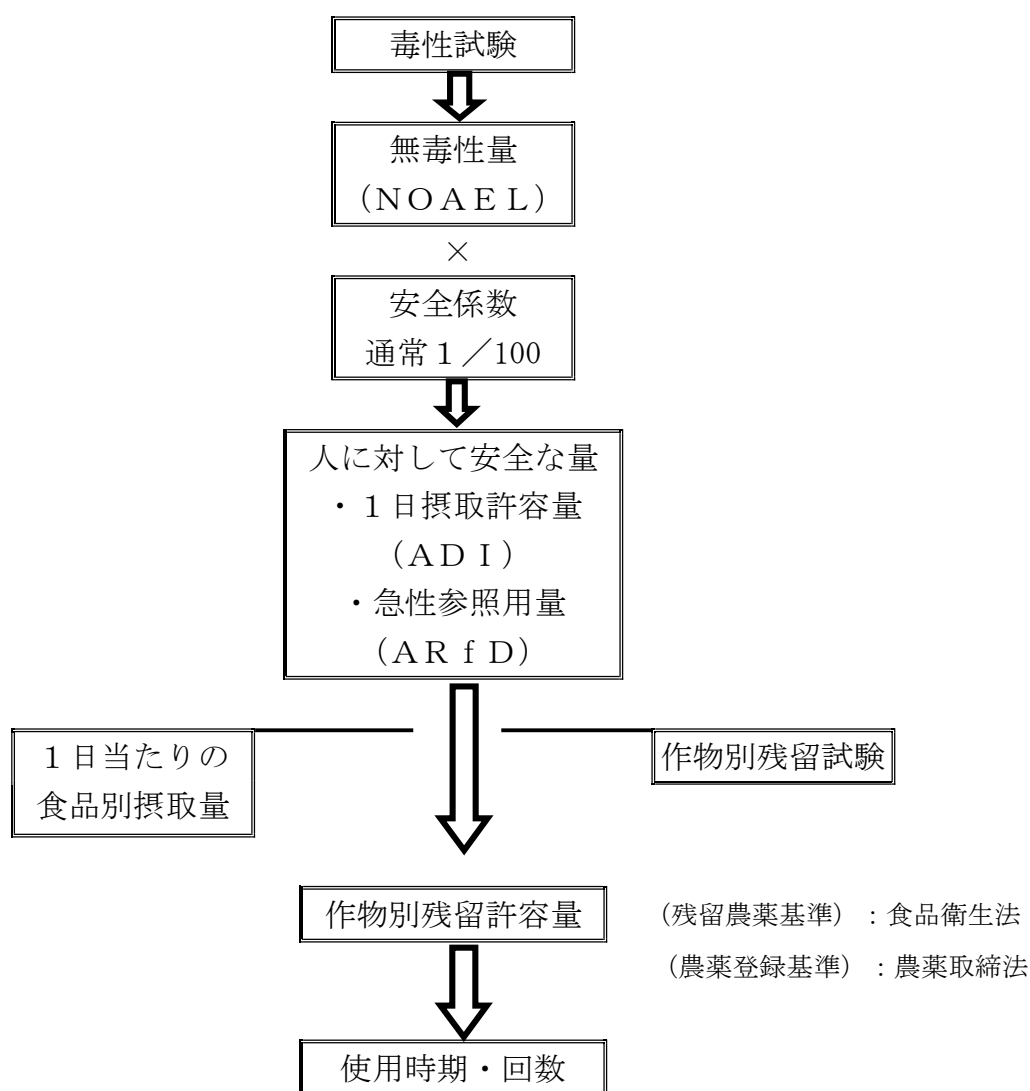 毒性試験
無毒性量
（ＮＯＡＥＬ）
×
安全係数
通常１／100
人に対して安全な量
・１日摂取許容量
（ＡＤＩ）
・急性参照用量
（ＡＲｆＤ）
１日当たりの
食品別摂取量
作物別残留試験
作物別残留許容量
（残留農薬基準）：食品衛生法
（農薬登録基準）：農薬取締法
使用時期・回数